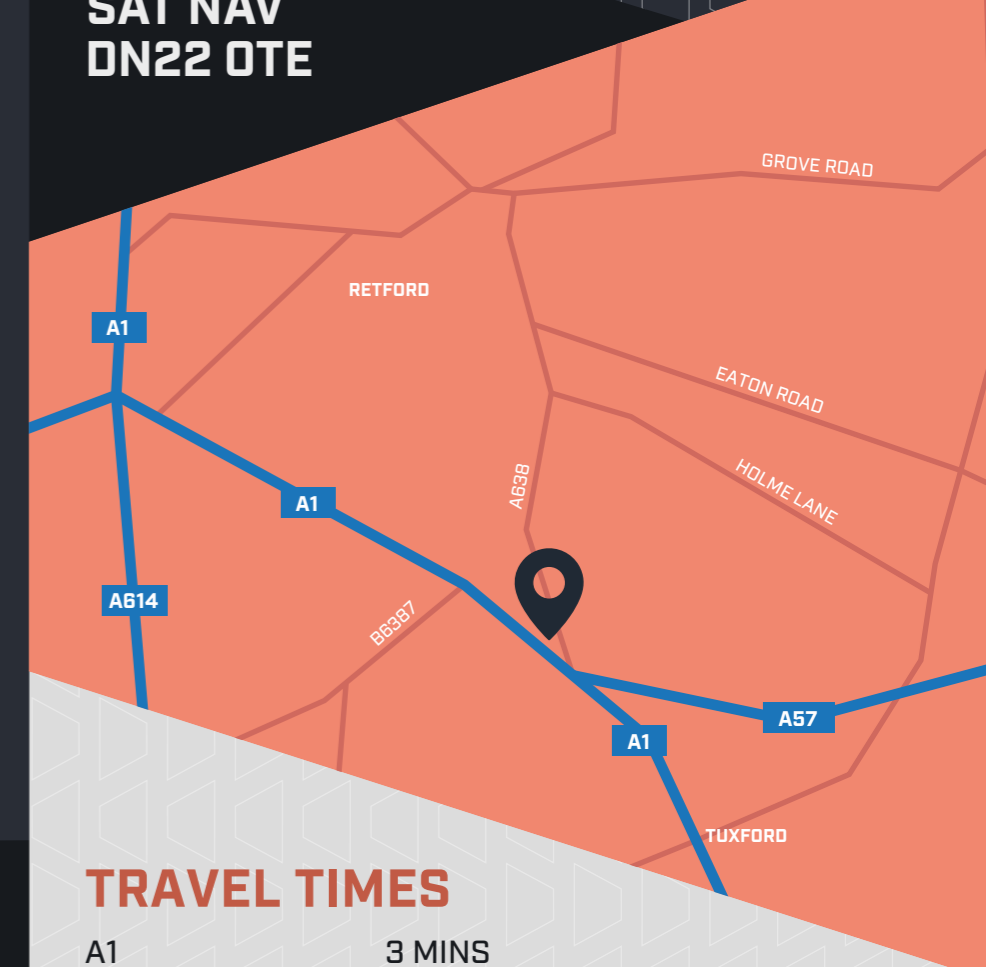 SAT NAV
DN22 0TE
GROVE ROAD
RETFORD
A1
EATON ROAD
HOLME LANE
A638
A1
A614
B6387
A57
A1
TUXFORD
TRAVEL TIMES
A1 3 MINS